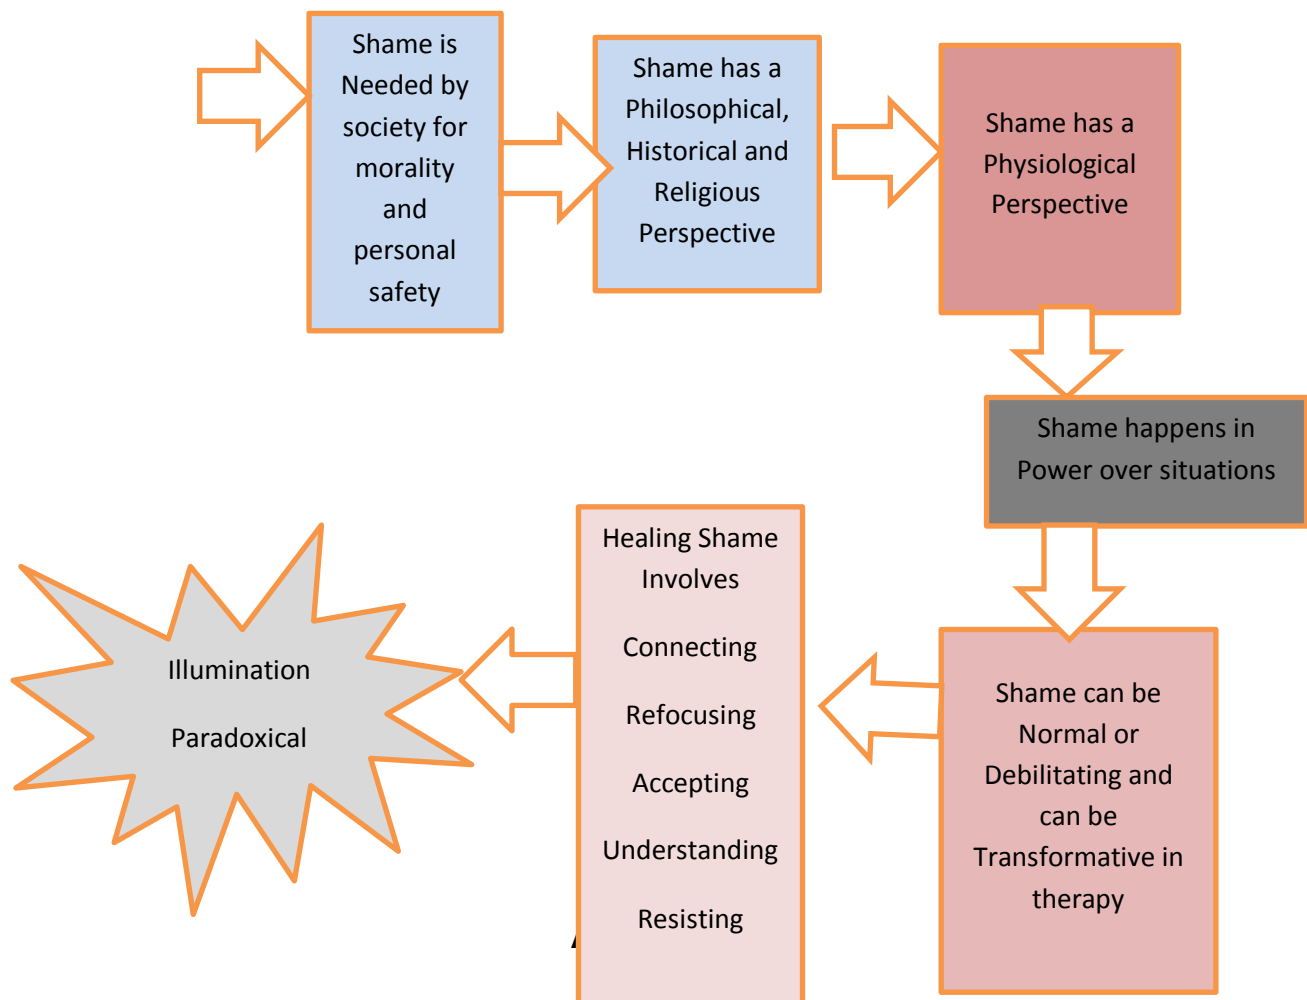 Shame is
Needed by
society for
morality
and
personal
safety
Shame has a
Philosophical,
Historical and
Religious
Perspective
Shame has a
Physiological
Perspective
Shame happens in
Power over situations
Shame can be
Normal or
Debilitating and
can be
Transformative in
therapy
Healing Shame
Involves
Connecting
Refocusing
Accepting
Understanding
Resisting
Illumination
Paradoxical